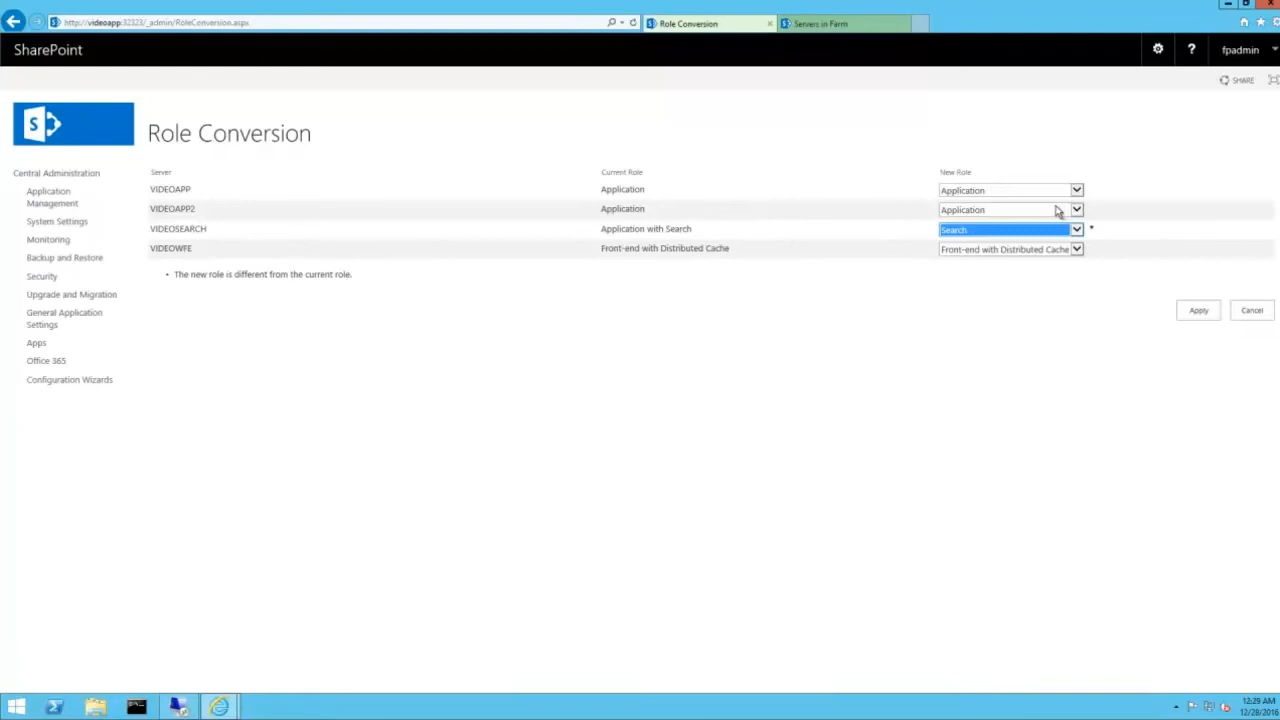 http://videoapp:32323/_admin/RoleConversion.aspx
Role Conversion
Servers in Farm
SharePoint
? fpadmin
SHARE
S
Role Conversion
Central Administration
Application Management
System Settings
Monitoring
Backup and Restore
Security
Upgrade and Migration
General Application Settings
Apps
Office 365
Configuration Wizards
Server Current Role New Role
VIDEOAPP Application Application
VIDEOAPP2 Application Application
VIDEOSEARCH Application with Search Search *
VIDEOWFE Front-end with Distributed Cache Front-end with Distributed Cache
• The new role is different from the current role.
Apply Cancel
12:29 AM
12/28/2016